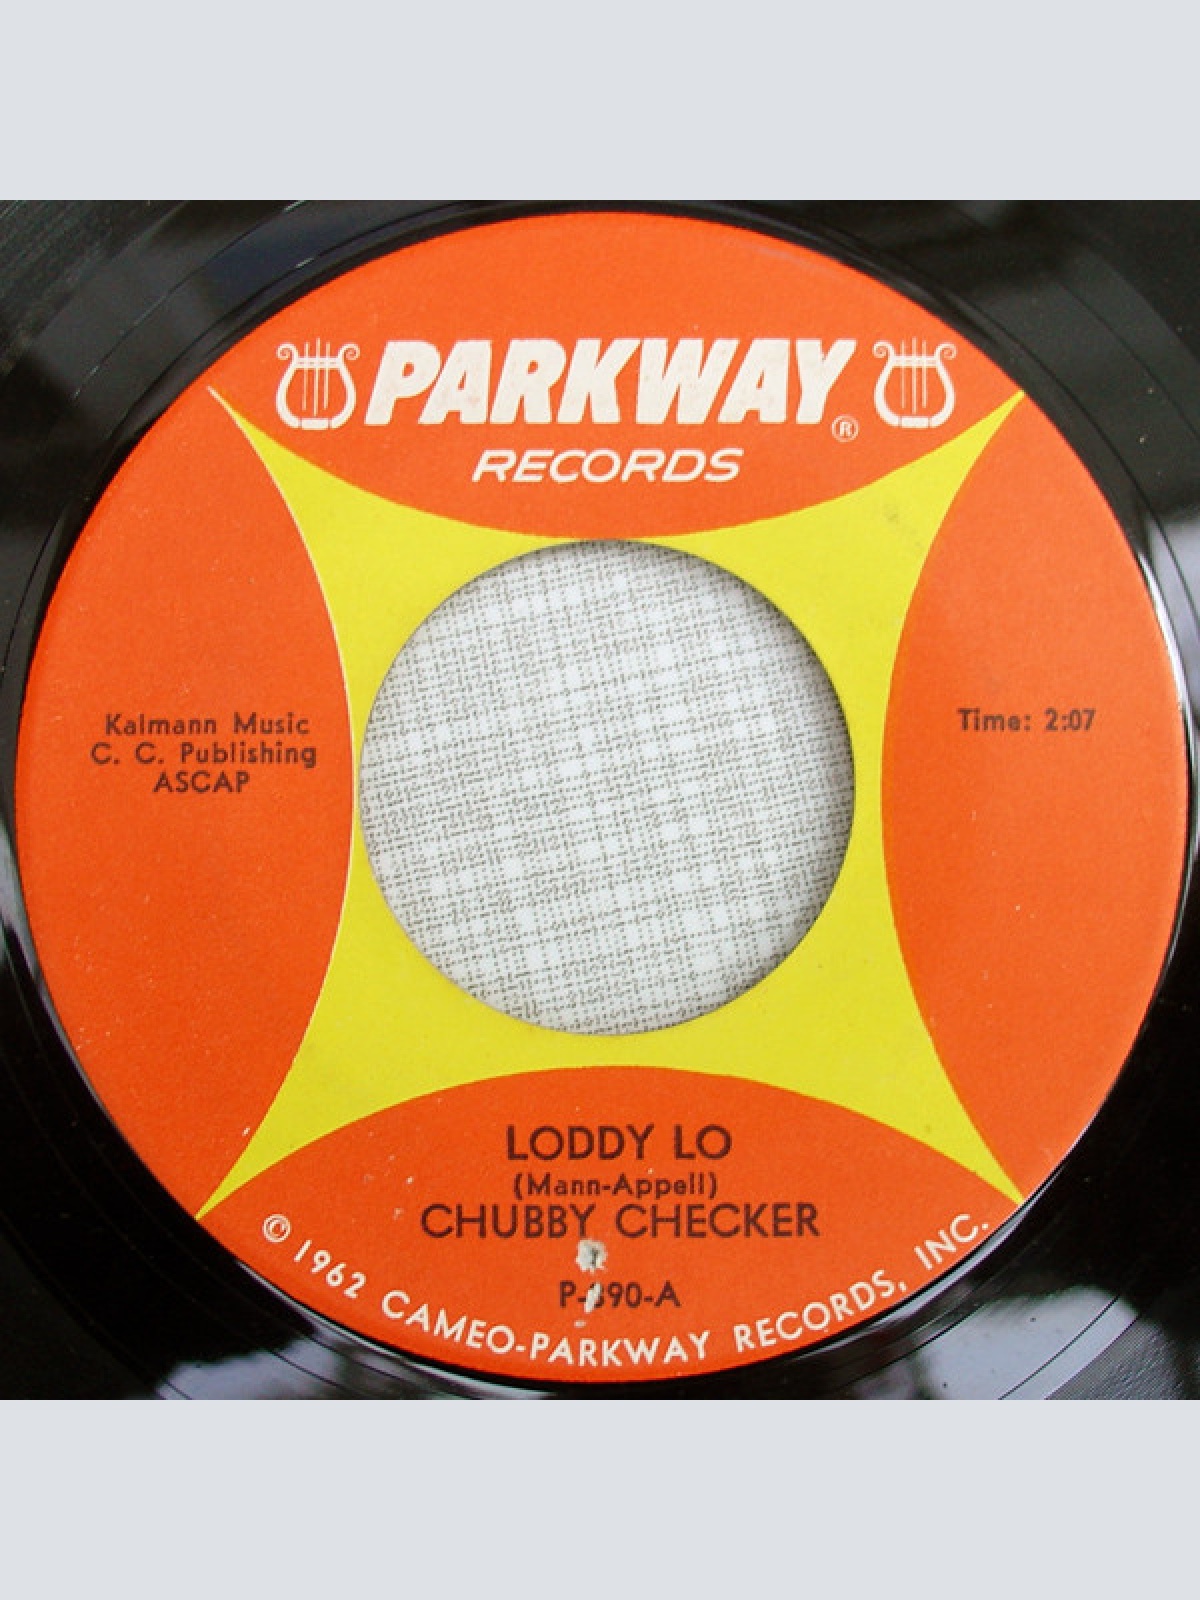 PARKWAY ®
RECORDS
Kalmann Music
C. C. Publishing
ASCAP
Time: 2:07
LODDY LO
(Mann-Appell)
CHUBBY CHECKER
© 1962 CAMEO-PARKWAY RECORDS, INC.